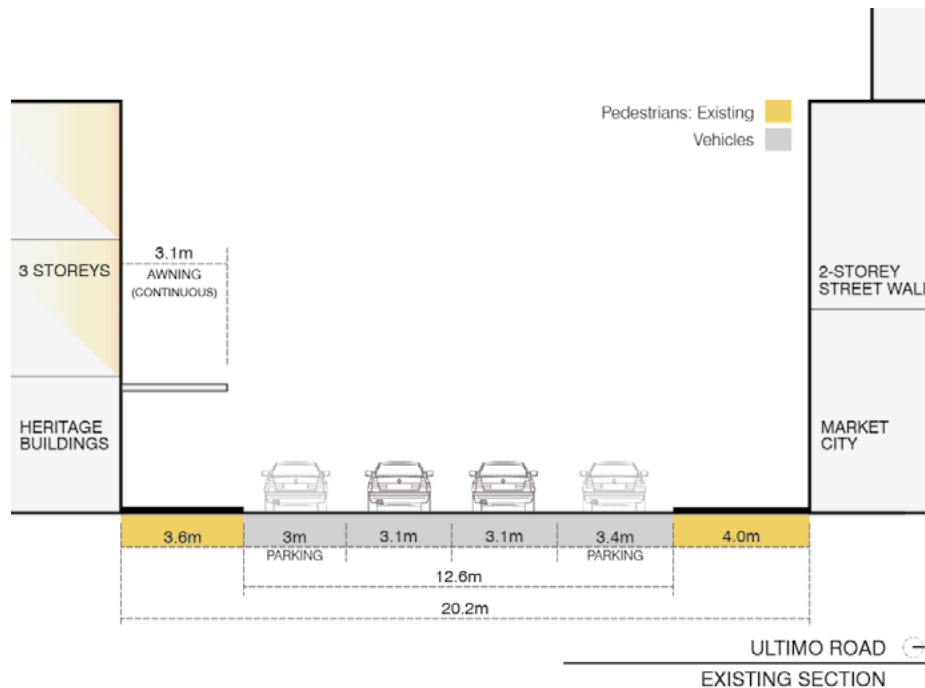 Pedestrians: Existing
Vehicles
3.1m
AWNING
(CONTINUOUS)
3 STOREYS
2-STOREY
STREET WALL
HERITAGE
BUILDINGS
MARKET
CITY
3.6m 3m 3.1m 3.1m 3.4m 4.0m
PARKING PARKING
12.6m
20.2m
ULTIMO ROAD
EXISTING SECTION